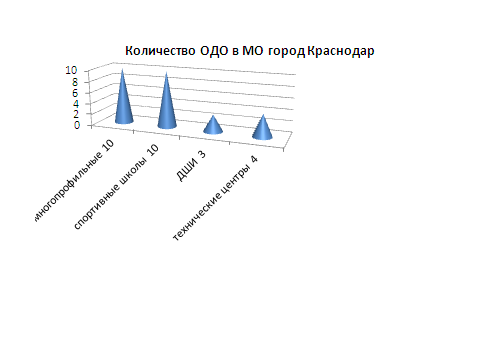 Количество ОДО в МО город Краснодар
10
8
6
4
2
0
многопрофильные 10
спортивные школы 10
ДШИ 3
технические центры 4